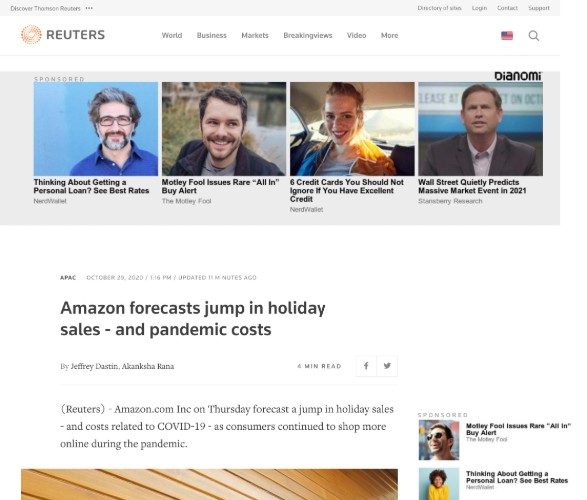 Discover Thomson Reuters •••
Directory of sites Login Contact Support
REUTERS
World Business Markets Breakingviews Video More
SPONSORED
bianomi
Thinking About Getting a
Personal Loan? See Best Rates
NerdWallet
Motley Fool Issues Rare “All In”
Buy Alert
The Motley Fool
6 Credit Cards You Should Not
Ignore If You Have Excellent
Credit
NerdWallet
LEASE AT
ET ON OCT
Wall Street Quietly Predicts
Massive Market Event in 2021
Stansberry Research
APAC OCTOBER 29, 2020 / 1:16 PM / UPDATED 11 MINUTES AGO
Amazon forecasts jump in holiday
sales - and pandemic costs
By Jeffrey Dastin, Akanksha Rana
4 MIN READ
(Reuters) - Amazon.com Inc on Thursday forecast a jump in holiday sales
- and costs related to COVID-19 - as consumers continued to shop more
online during the pandemic.
SPONSORED
Motley Fool Issues Rare “All In”
Buy Alert
The Motley Fool
Thinking About Getting a
Personal Loan? See Best Rates
NerdWallet